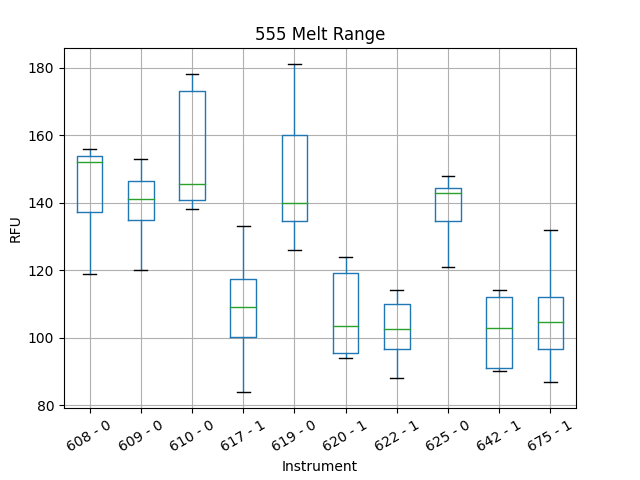 555 Melt Range
RFU
180
160
140
120
100
80
608 - 0
609 - 0
610 - 0
617 - 1
619 - 0
620 - 1
622 - 1
625 - 0
642 - 1
675 - 1
Instrument